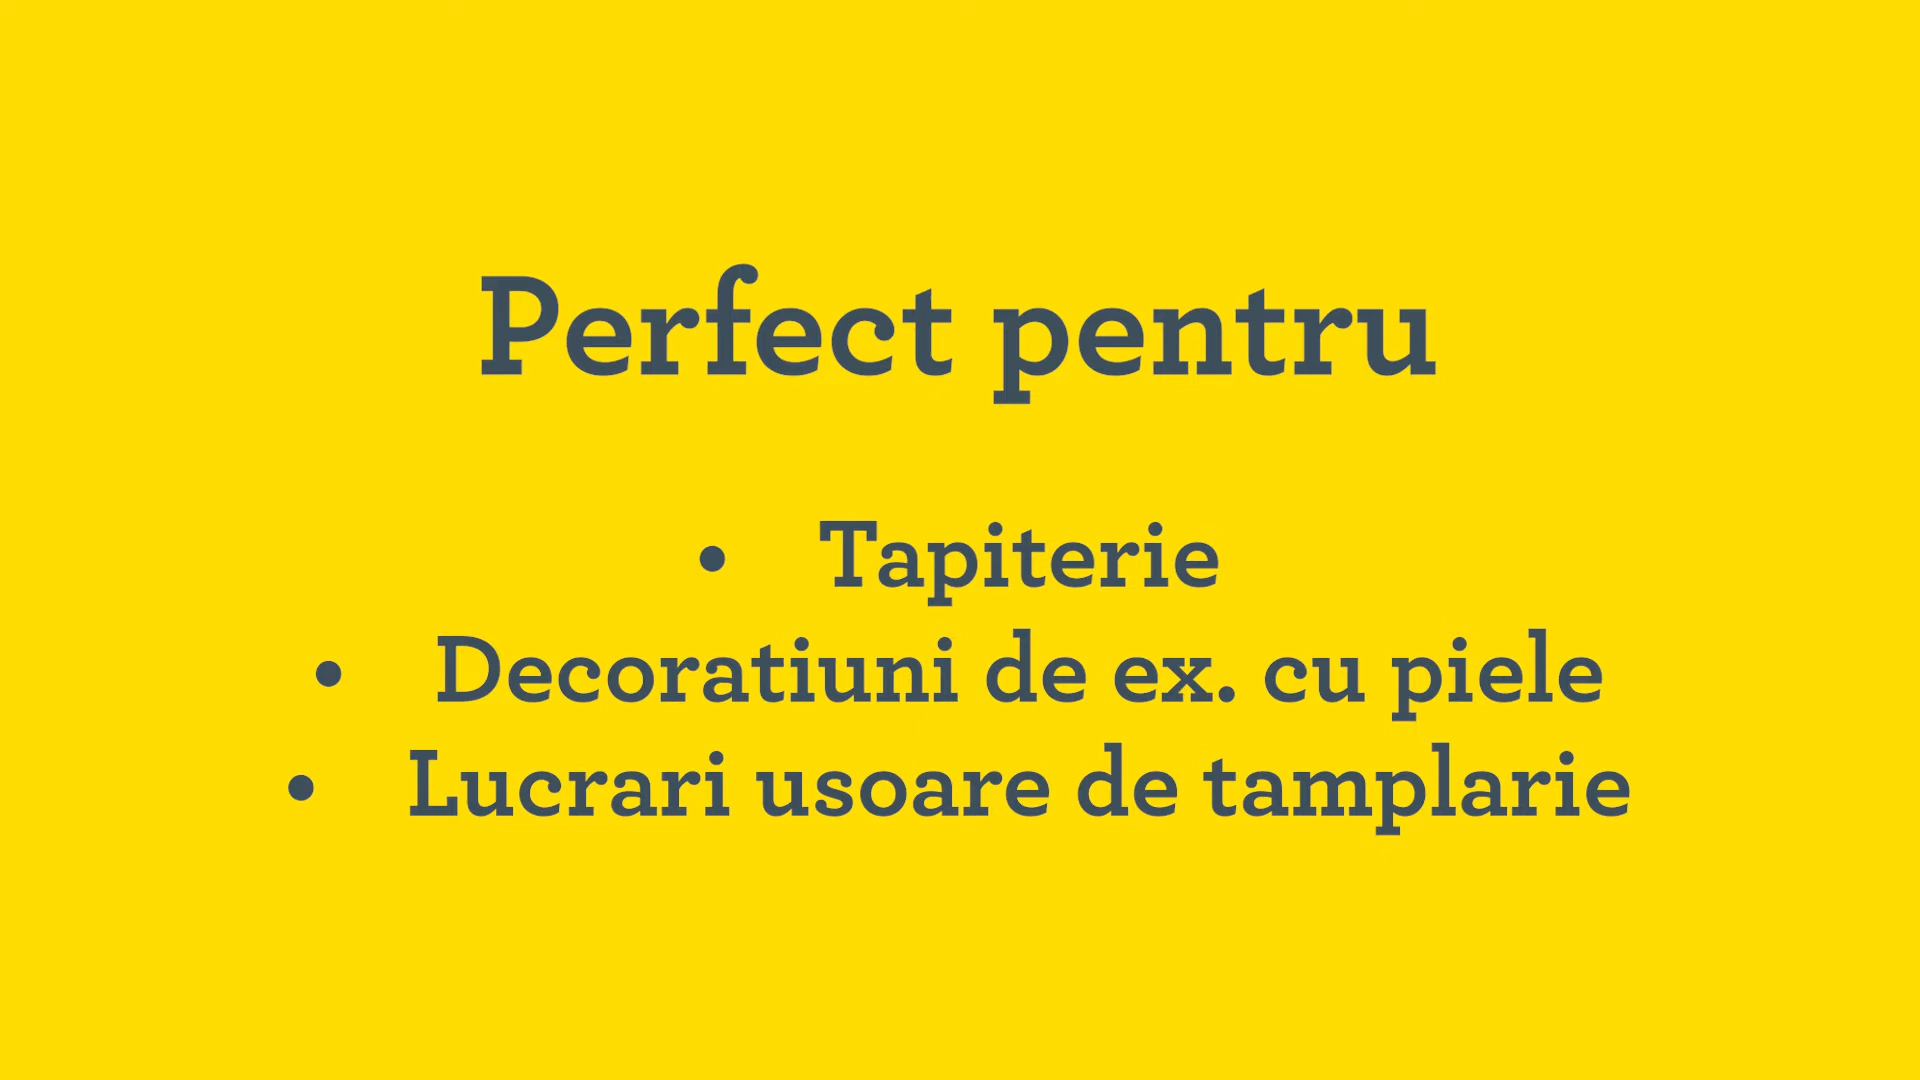 Perfect pentru
• Tapiterie
• Decoratiuni de ex. cu piele
• Lucrari usoare de tamplarie